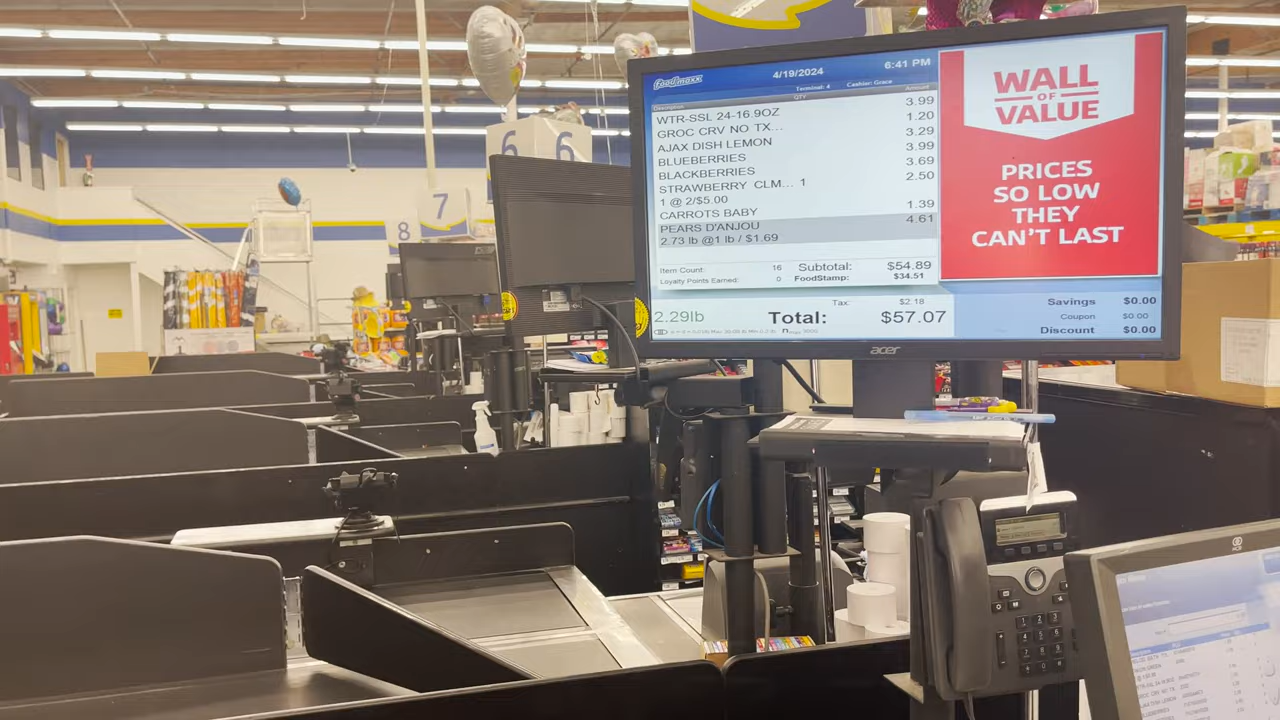 FoodMaxx
4/19/2024
6:41 PM
Terminal: 4
Cashier: Grace
Description
QTY
Amount
WTR-SSL 24-16.9OZ 3.99
GROC CRV NO TX... 1.20
AJAX DISH LEMON 3.29
BLUEBERRIES 3.99
BLACKBERRIES 3.69
STRAWBERRY CLM... 1 2.50
1 @ 2/$5.00
CARROTS BABY 1.39
PEARS D'ANJOU 4.61
2.73 lb @1 lb / $1.69
Item Count: 16 Subtotal: $54.89
Loyalty Points Earned: 0 FoodStamp: $34.51
Tax: $2.18
2.29lb Total: $57.07
Savings $0.00
Coupon $0.00
Discount $0.00
WALL
OF
VALUE
PRICES
SO LOW
THEY
CAN'T LAST
acer
6 6
7
8